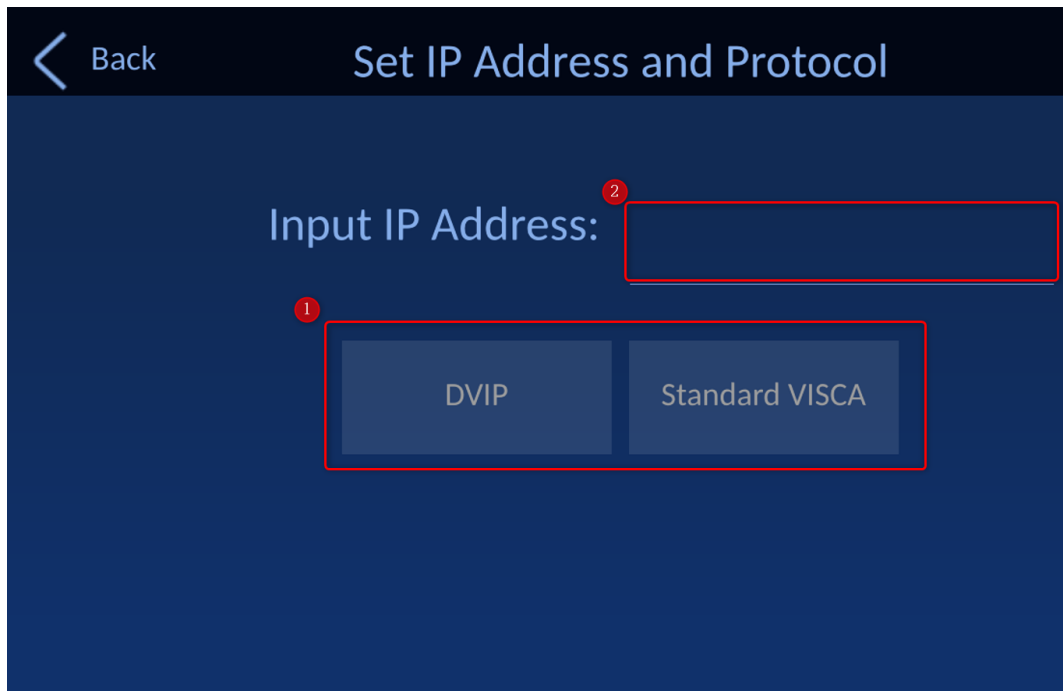 Back
Set IP Address and Protocol
2
Input IP Address:
1
DVIP
Standard VISCA